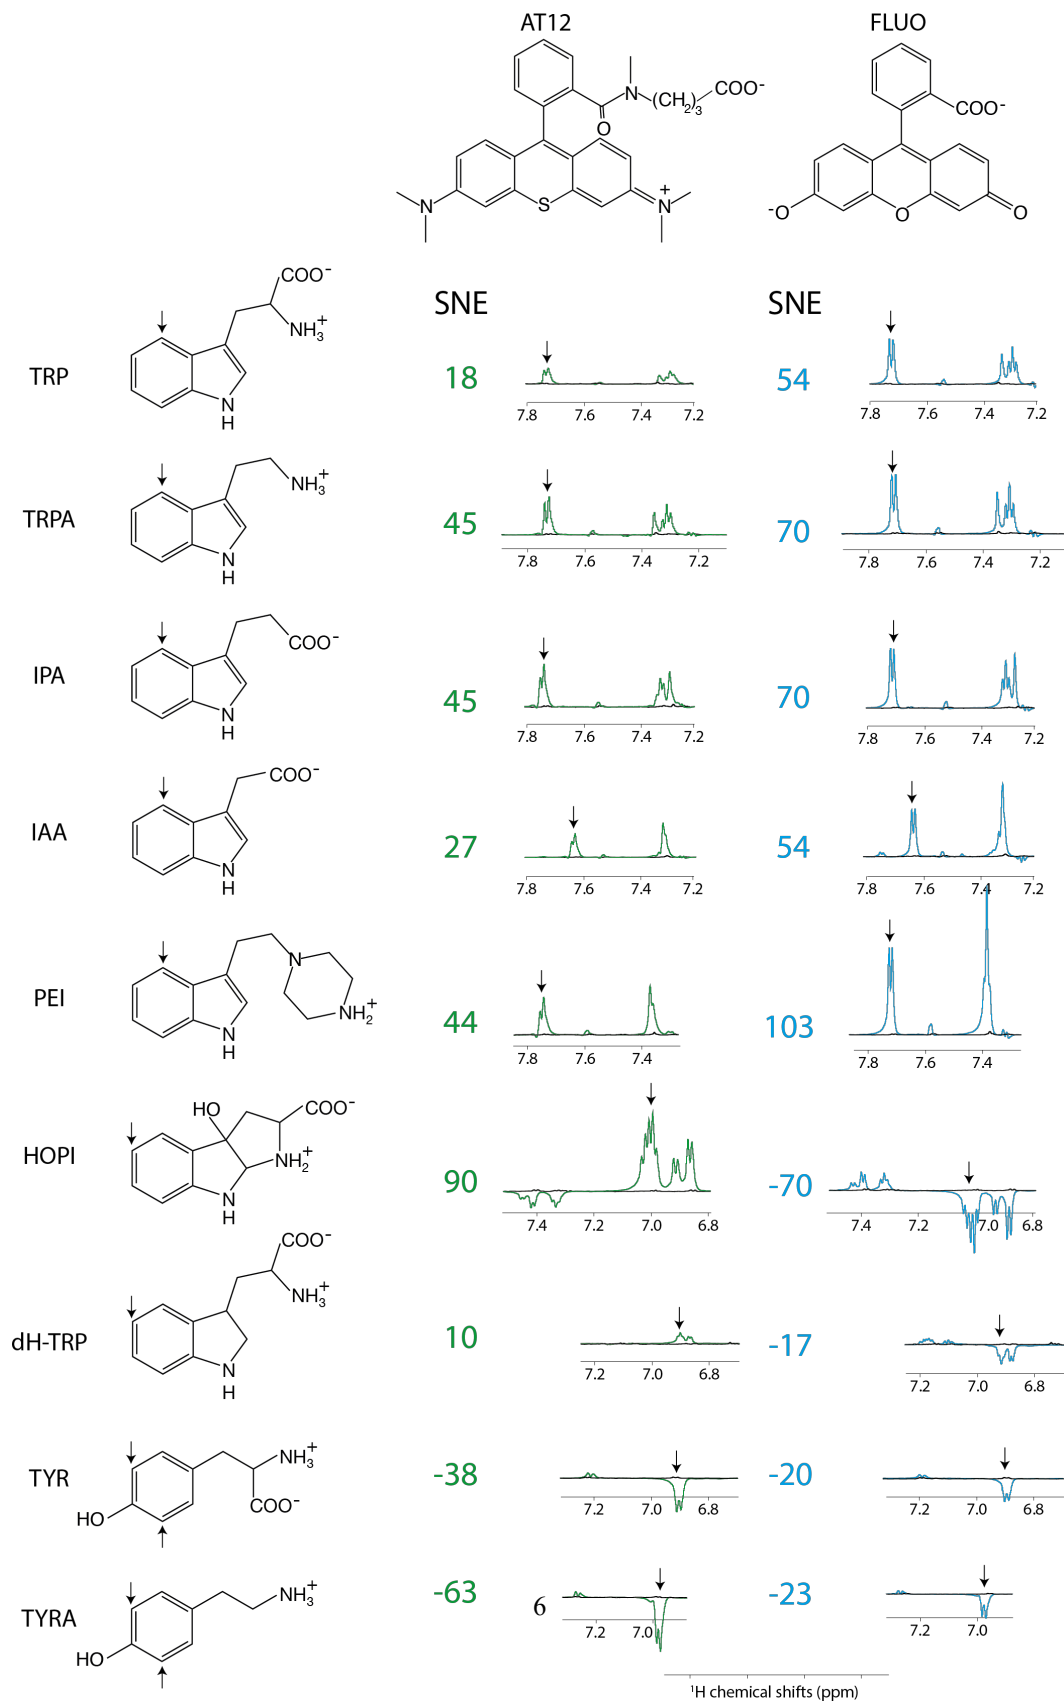 AT12 FLUO
COO-
N (CH2)3 COO-
O
N S N+
-O O O
COO-
NH3+
SNE SNE
TRP
N
H
18
7.8 7.6 7.4 7.2
54
7.8 7.6 7.4 7.2
NH3+
TRPA
N
H
45
7.8 7.6 7.4 7.2
70
7.8 7.6 7.4 7.2
COO-
IPA
N
H
45
7.8 7.6 7.4 7.2
70
7.8 7.6 7.4 7.2
COO-
IAA
N
H
27
7.8 7.6 7.4 7.2
54
7.8 7.6 7.4 7.2
N
NH2+
PEI
N
H
44
7.8 7.6 7.4
103
7.8 7.6 7.4
HO COO-
NH2+
HOPI
N
H
90
7.4 7.2 7.0 6.8
-70
7.4 7.2 7.0 6.8
COO-
NH3+
dH-TRP
N
H
10
7.2 7.0 6.8
-17
7.2 7.0 6.8
NH3+
COO-
TYR
HO
-38
7.2 7.0 6.8
-20
7.2 7.0 6.8
NH3+
TYRA
HO
-63
6
7.2 7.0
-23
7.2 7.0
1H chemical shifts (ppm)